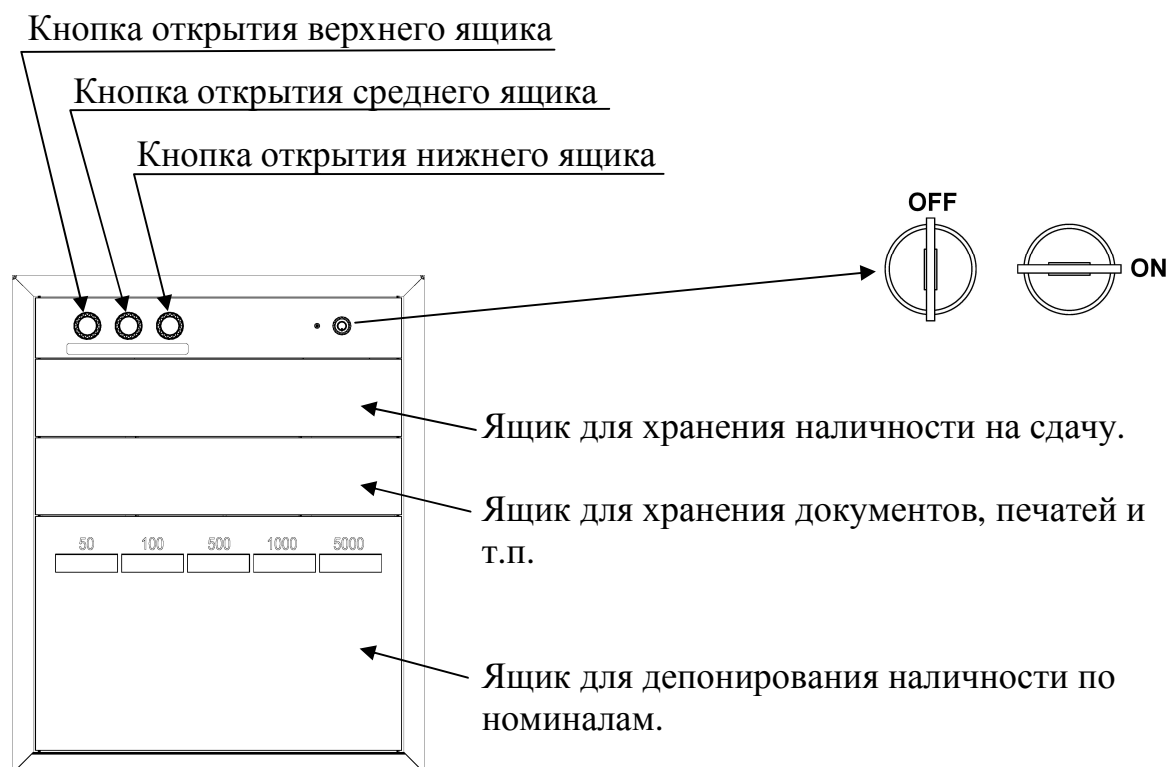 Кнопка открытия верхнего ящика
Кнопка открытия среднего ящика
Кнопка открытия нижнего ящика
OFF
ON
Ящик для хранения наличности на сдачу.
Ящик для хранения документов, печатей и
т.п.
50 100 500 1000 5000
Ящик для депонирования наличности по
номиналам.